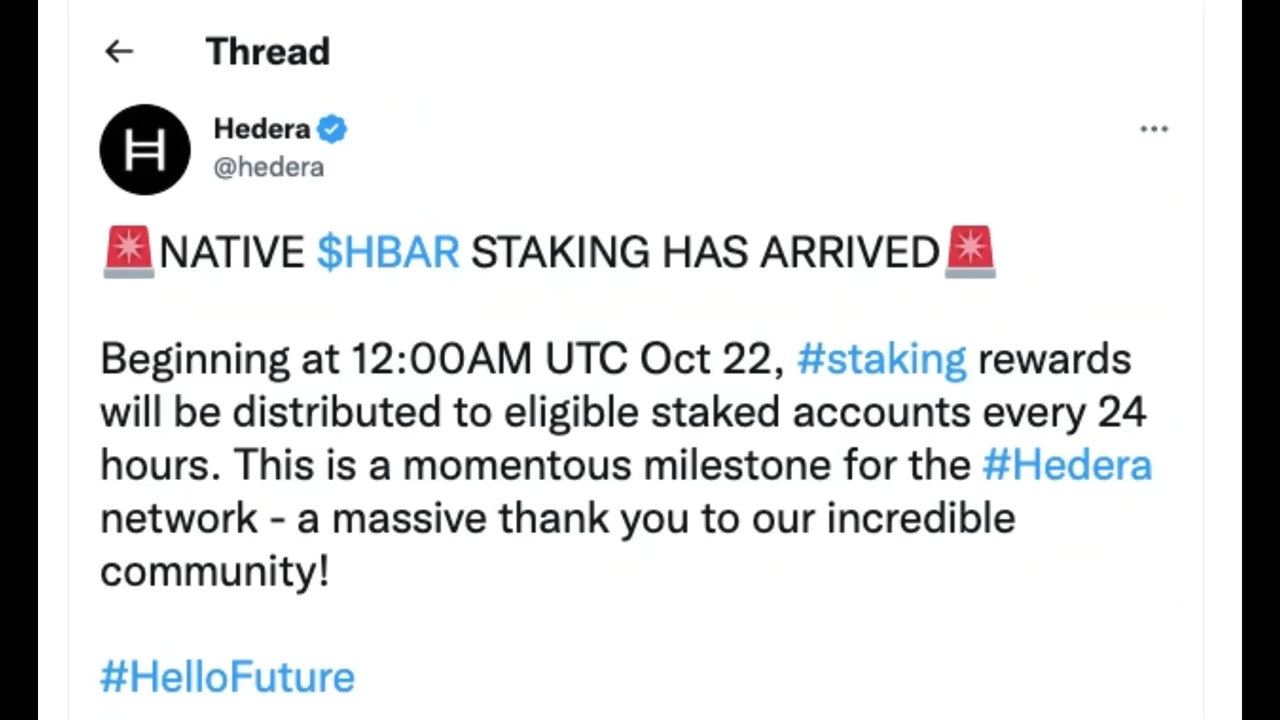 Thread
Hedera
@hedera
🚨NATIVE $HBAR STAKING HAS ARRIVED🚨
Beginning at 12:00AM UTC Oct 22, #staking rewards
will be distributed to eligible staked accounts every 24
hours. This is a momentous milestone for the #Hedera
network - a massive thank you to our incredible
community!
#HelloFuture